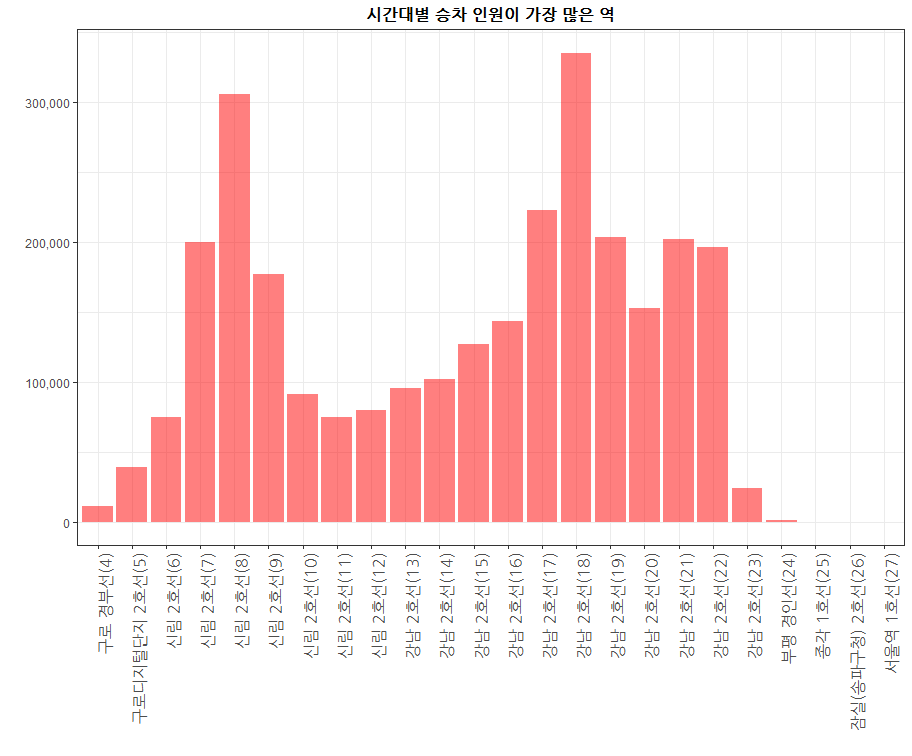 시간대별 승차 인원이 가장 많은 역
300,000
200,000
100,000
0
구로 경부선(4)
구로디지털단지 2호선(5)
신림 2호선(6)
신림 2호선(7)
신림 2호선(8)
신림 2호선(9)
신림 2호선(10)
신림 2호선(11)
신림 2호선(12)
강남 2호선(13)
강남 2호선(14)
강남 2호선(15)
강남 2호선(16)
강남 2호선(17)
강남 2호선(18)
강남 2호선(19)
강남 2호선(20)
강남 2호선(21)
강남 2호선(22)
강남 2호선(23)
부평 경인선(24)
종각 1호선(25)
잠실(송파구청) 2호선(26)
서울역 1호선(27)